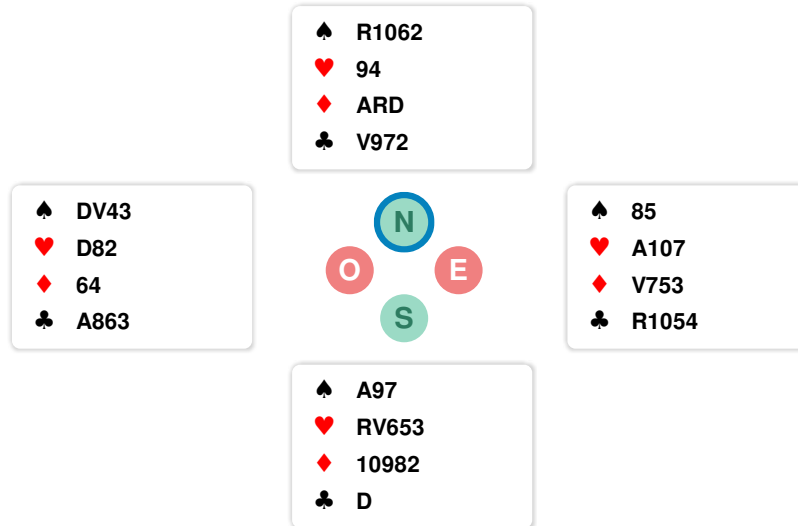 ♠ R1062
♥ 94
♦ ARD
♣ V972
♠ DV43
♥ D82
♦ 64
♣ A863
N
O E
S
♠ 85
♥ A107
♦ V753
♣ R1054
♠ A97
♥ RV653
♦ 10982
♣ D